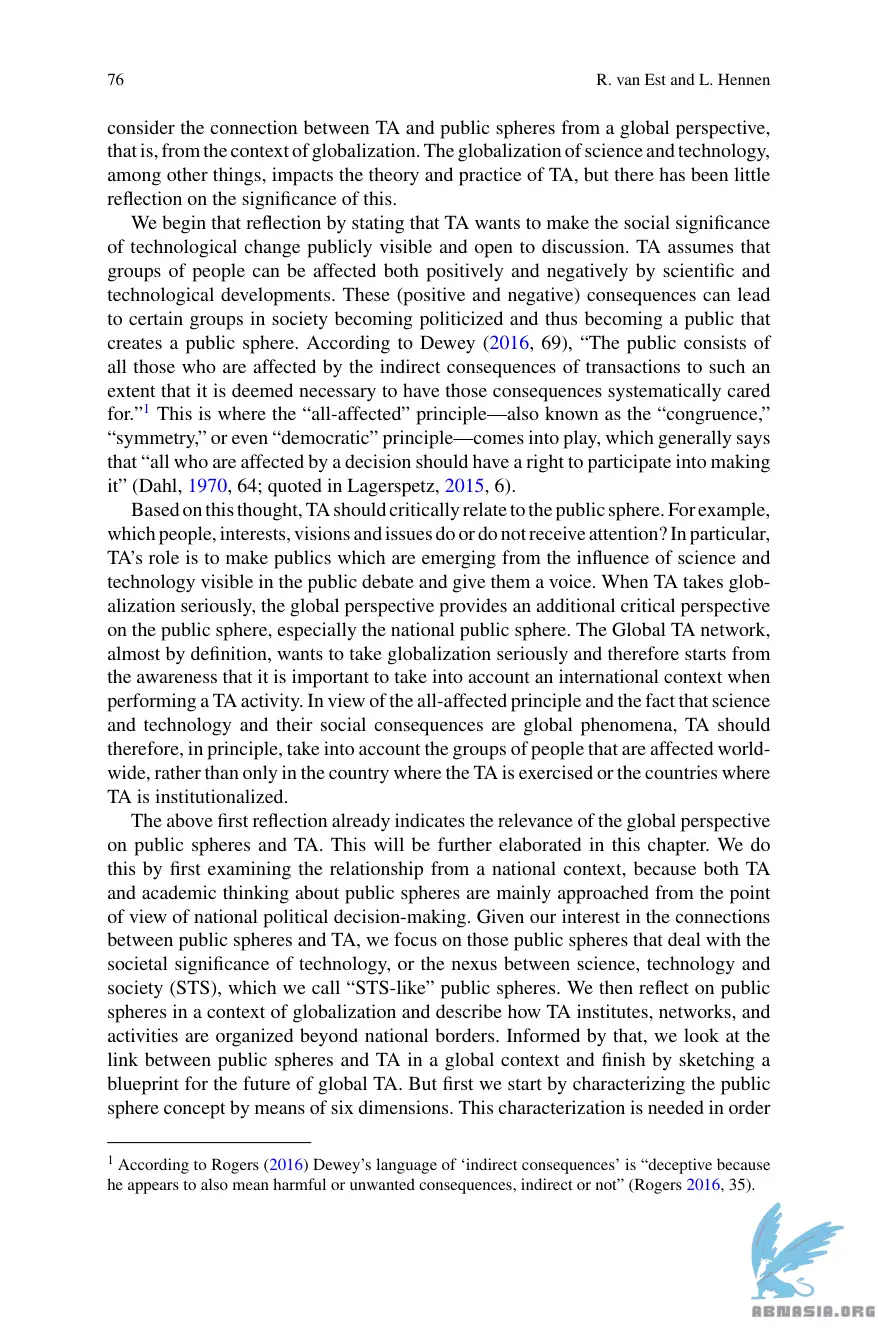 76
R. van Est and L. Hennen
consider the connection between TA and public spheres from a global perspective,
that is, from the context of globalization. The globalization of science and technology,
among other things, impacts the theory and practice of TA, but there has been little
reflection on the significance of this.
We begin that reflection by stating that TA wants to make the social significance
of technological change publicly visible and open to discussion. TA assumes that
groups of people can be affected both positively and negatively by scientific and
technological developments. These (positive and negative) consequences can lead
to certain groups in society becoming politicized and thus becoming a public that
creates a public sphere. According to Dewey (2016, 69), “The public consists of
all those who are affected by the indirect consequences of transactions to such an
extent that it is deemed necessary to have those consequences systematically cared
for.”1 This is where the “all-affected” principle—also known as the “congruence,”
“symmetry,” or even “democratic” principle—comes into play, which generally says
that “all who are affected by a decision should have a right to participate into making
it” (Dahl, 1970, 64; quoted in Lagerspetz, 2015, 6).
Based on this thought, TA should critically relate to the public sphere. For example,
which people, interests, visions and issues do or do not receive attention? In particular,
TA’s role is to make publics which are emerging from the influence of science and
technology visible in the public debate and give them a voice. When TA takes glob-
alization seriously, the global perspective provides an additional critical perspective
on the public sphere, especially the national public sphere. The Global TA network,
almost by definition, wants to take globalization seriously and therefore starts from
the awareness that it is important to take into account an international context when
performing a TA activity. In view of the all-affected principle and the fact that science
and technology and their social consequences are global phenomena, TA should
therefore, in principle, take into account the groups of people that are affected world-
wide, rather than only in the country where the TA is exercised or the countries where
TA is institutionalized.
The above first reflection already indicates the relevance of the global perspective
on public spheres and TA. This will be further elaborated in this chapter. We do
this by first examining the relationship from a national context, because both TA
and academic thinking about public spheres are mainly approached from the point
of view of national political decision-making. Given our interest in the connections
between public spheres and TA, we focus on those public spheres that deal with the
societal significance of technology, or the nexus between science, technology and
society (STS), which we call “STS-like” public spheres. We then reflect on public
spheres in a context of globalization and describe how TA institutes, networks, and
activities are organized beyond national borders. Informed by that, we look at the
link between public spheres and TA in a global context and finish by sketching a
blueprint for the future of global TA. But first we start by characterizing the public
sphere concept by means of six dimensions. This characterization is needed in order
1 According to Rogers (2016) Dewey’s language of ‘indirect consequences’ is “deceptive because
he appears to also mean harmful or unwanted consequences, indirect or not” (Rogers 2016, 35).
ABNASIA.ORG